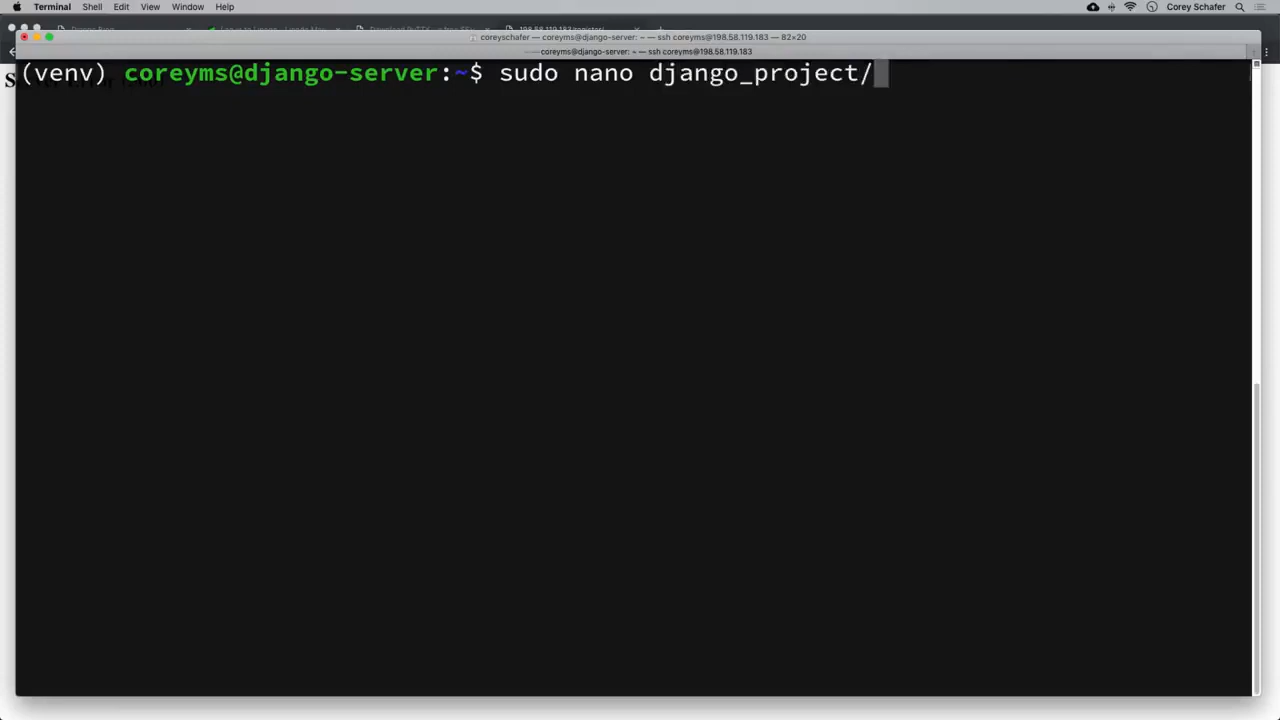 Terminal Shell Edit View Window Help Corey Schafer
coreyschafer — coreyms@django-server: ~ — ssh coreyms@198.58.119.183 — 82×20
coreyms@django-server: ~ — ssh coreyms@198.58.119.183
(venv) coreyms@django-server:~$ sudo nano django_project/